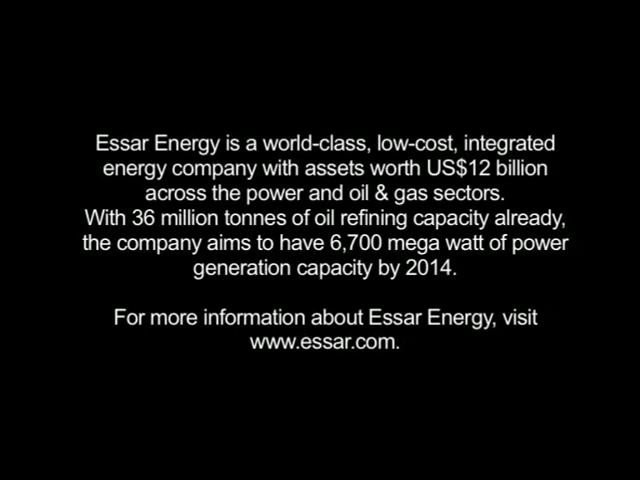 Essar Energy is a world-class, low-cost, integrated
energy company with assets worth US$12 billion
across the power and oil & gas sectors.
With 36 million tonnes of oil refining capacity already,
the company aims to have 6,700 mega watt of power
generation capacity by 2014.
For more information about Essar Energy, visit
www.essar.com.